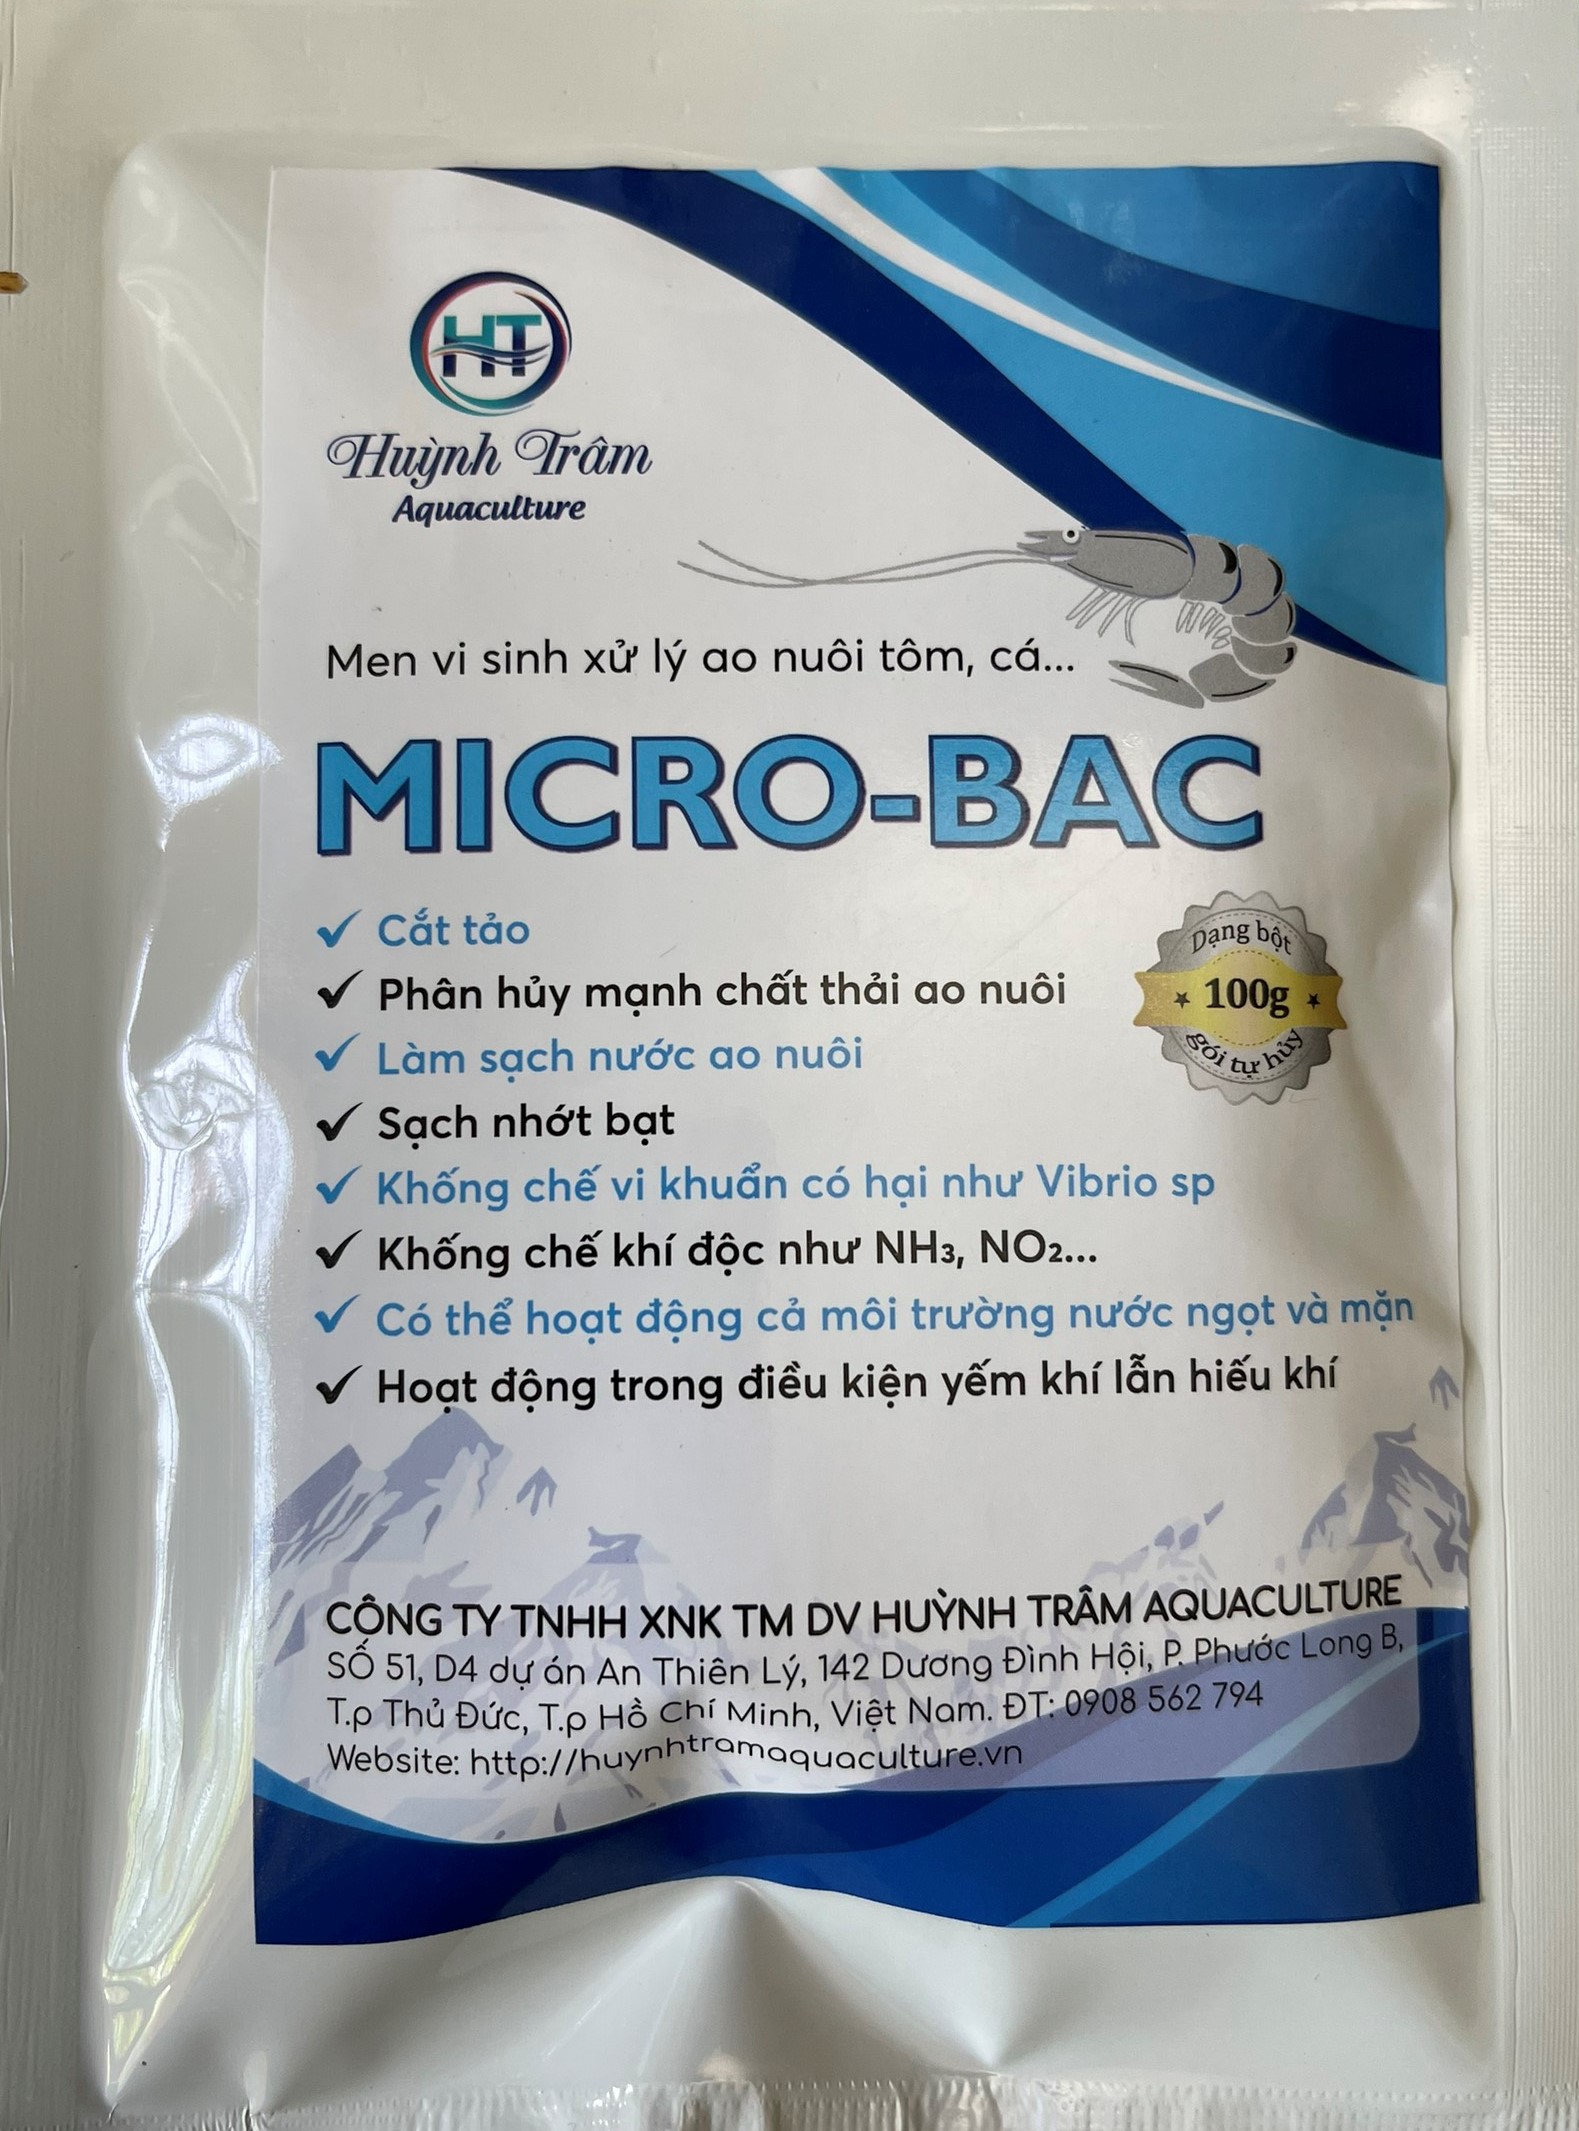 HT
Huỳnh Trâm
Aquaculture
Men vi sinh xử lý ao nuôi tôm, cá...
MICRO-BAC
✓ Cắt tảo
✓ Phân hủy mạnh chất thải ao nuôi
✓ Làm sạch nước ao nuôi
✓ Sạch nhớt bạt
✓ Khống chế vi khuẩn có hại như Vibrio sp
✓ Khống chế khí độc như NH₃, NO₂...
✓ Có thể hoạt động cả môi trường nước ngọt và mặn
✓ Hoạt động trong điều kiện yếm khí lẫn hiếu khí
Dạng bột
100g
gói tự hủy
CÔNG TY TNHH XNK TM DV HUỲNH TRÂM AQUACULTURE
SỐ 51, D4 dự án An Thiên Lý, 142 Dương Đình Hội, P. Phước Long B,
T.p Thủ Đức, T.p Hồ Chí Minh, Việt Nam. ĐT: 0908 562 794
Website: http://huynhtramaquaculture.vn